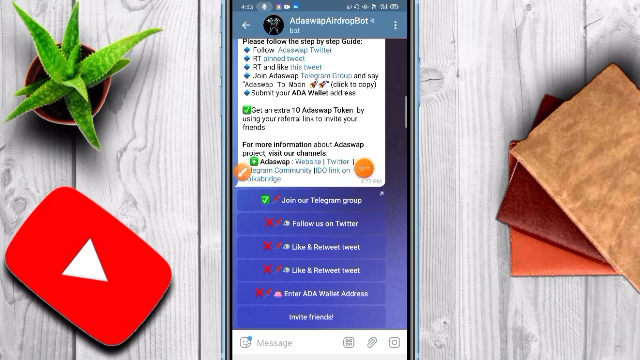 4:33
AdaswapAirdropBot
bot
Please follow the step by step Guide:
Follow Adaswap Twitter
RT pinned tweet
RT and like this tweet
Join Adaswap Telegram Group and say
"Adaswap To Moon 🚀🚀" (click to copy)
Submit your ADA Wallet address
✅Get an extra 10 Adaswap Token by
using your referral link to invite your
friends:
For more information about Adaswap
project, visit our channels:
Adaswap : Website | Twitter |
Telegram Community |IDO link on
PM
Join our Telegram group
Follow us on Twitter
Like & Retweet tweet
Like & Retweet tweet
Enter ADA Wallet Address
Invite friends!
Message